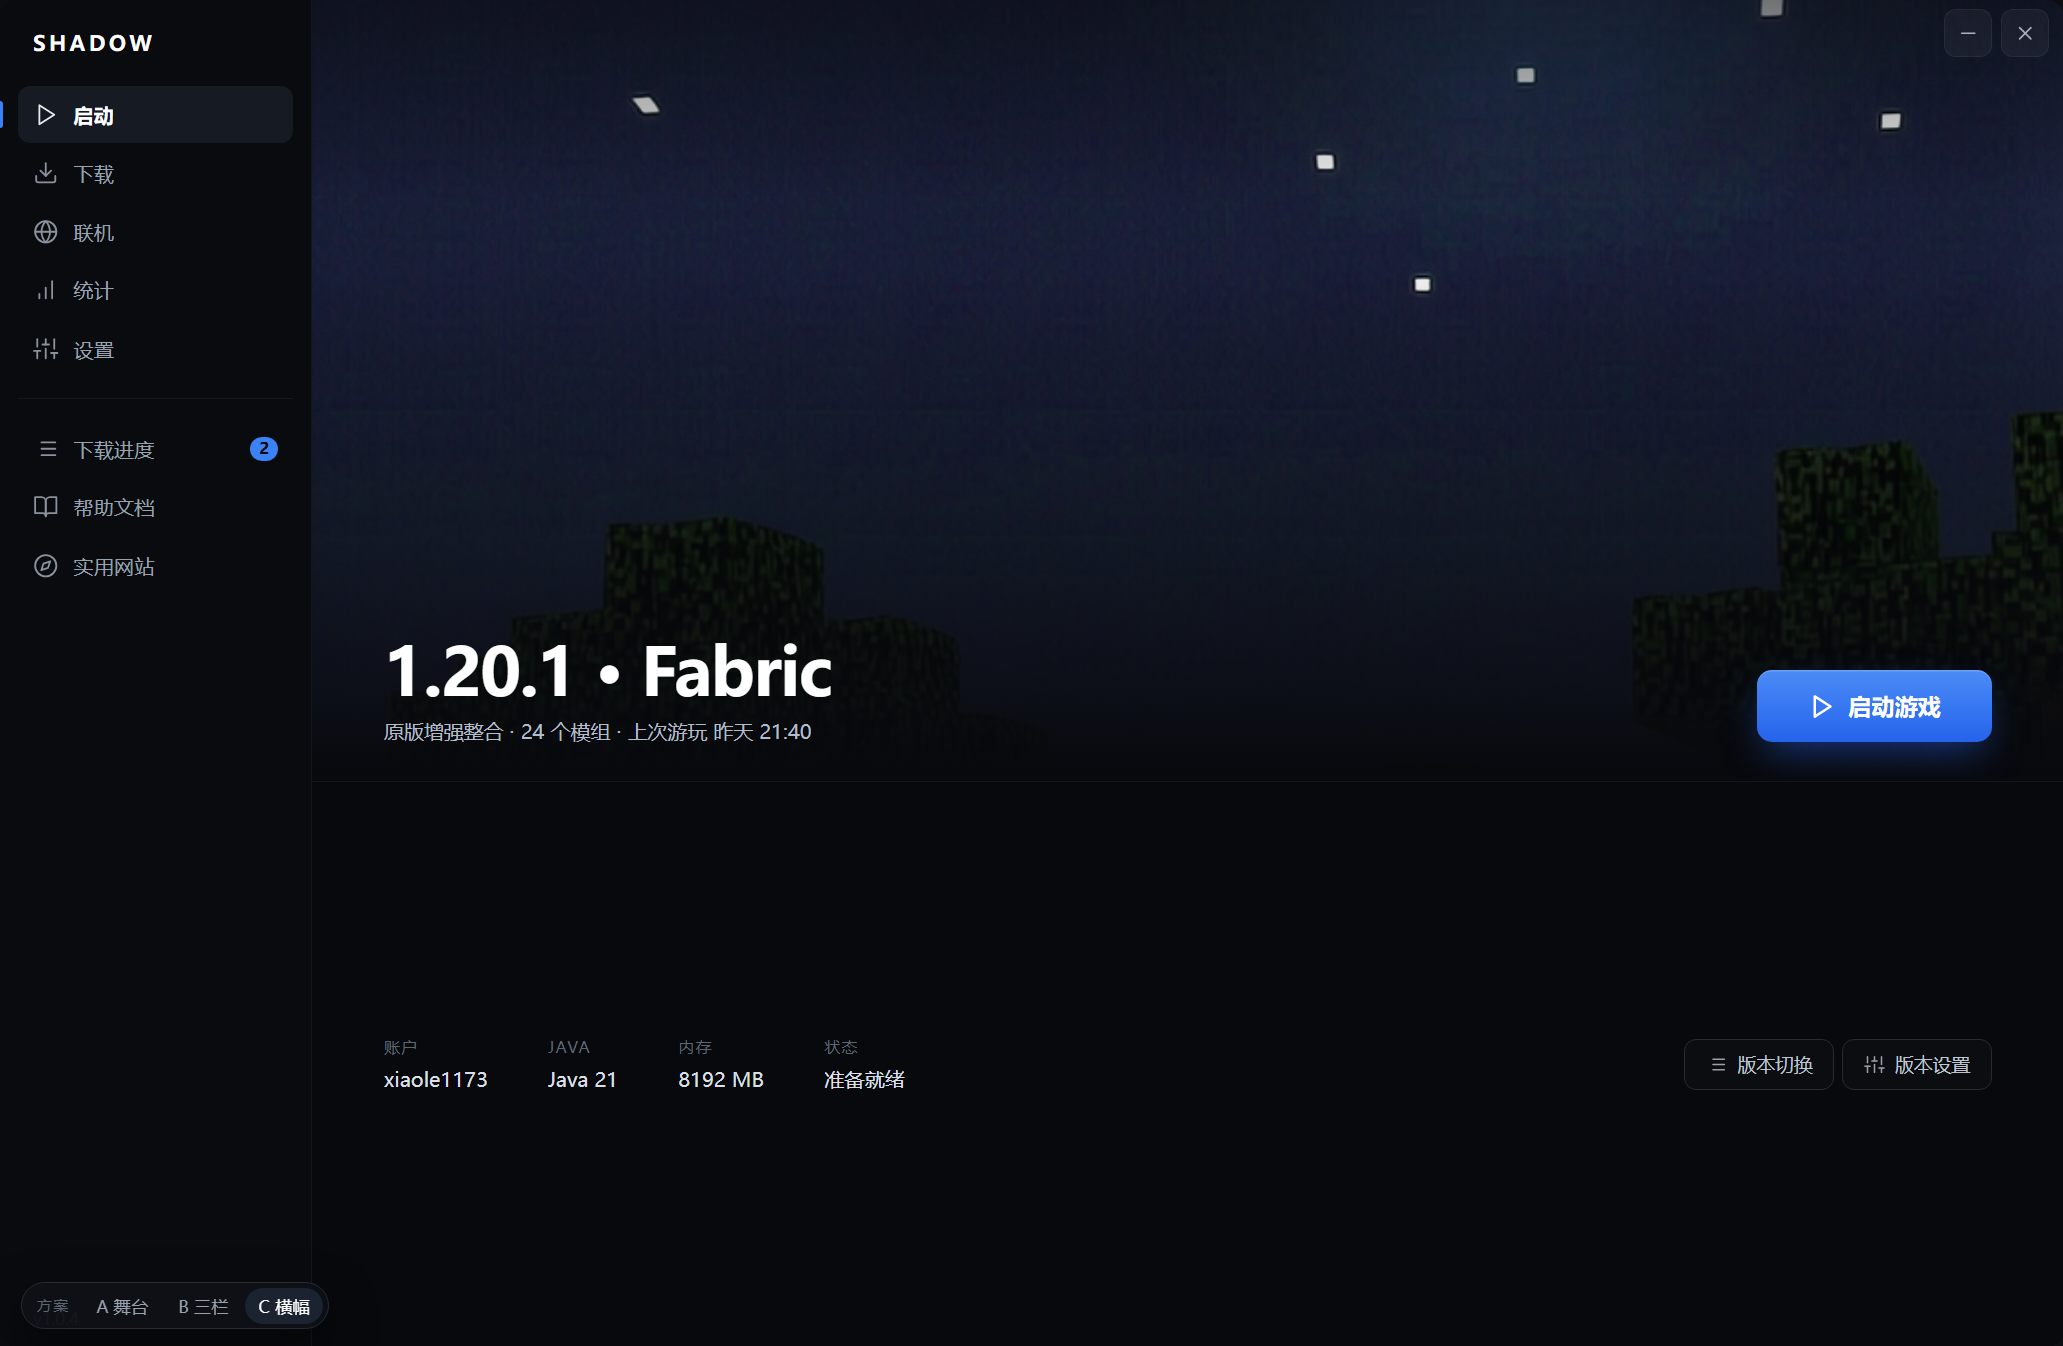 SHADOW
启动
下载
联机
统计
设置
下载进度 2
帮助文档
实用网站
1.20.1 • Fabric
原版增强整合 · 24 个模组 · 上次游玩 昨天 21:40
启动游戏
账户 JAVA 内存 状态
xiaole1173 Java 21 8192 MB 准备就绪
版本切换 版本设置
方案 A 舞台 B 三栏 C 横幅